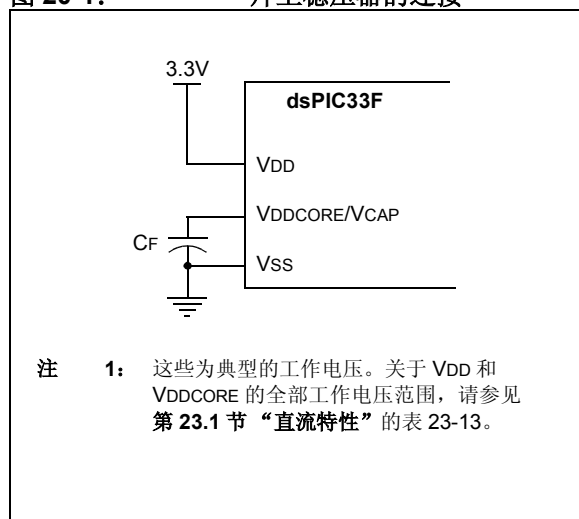 3.3V
dsPIC33F
VDD
VDDCORE/VCAP
CF
VSS
注 1: 这些为典型的工作电压。关于 VDD 和
VDDCORE 的全部工作电压范围，请参见
第 23.1 节 “直流特性”的表 23-13。